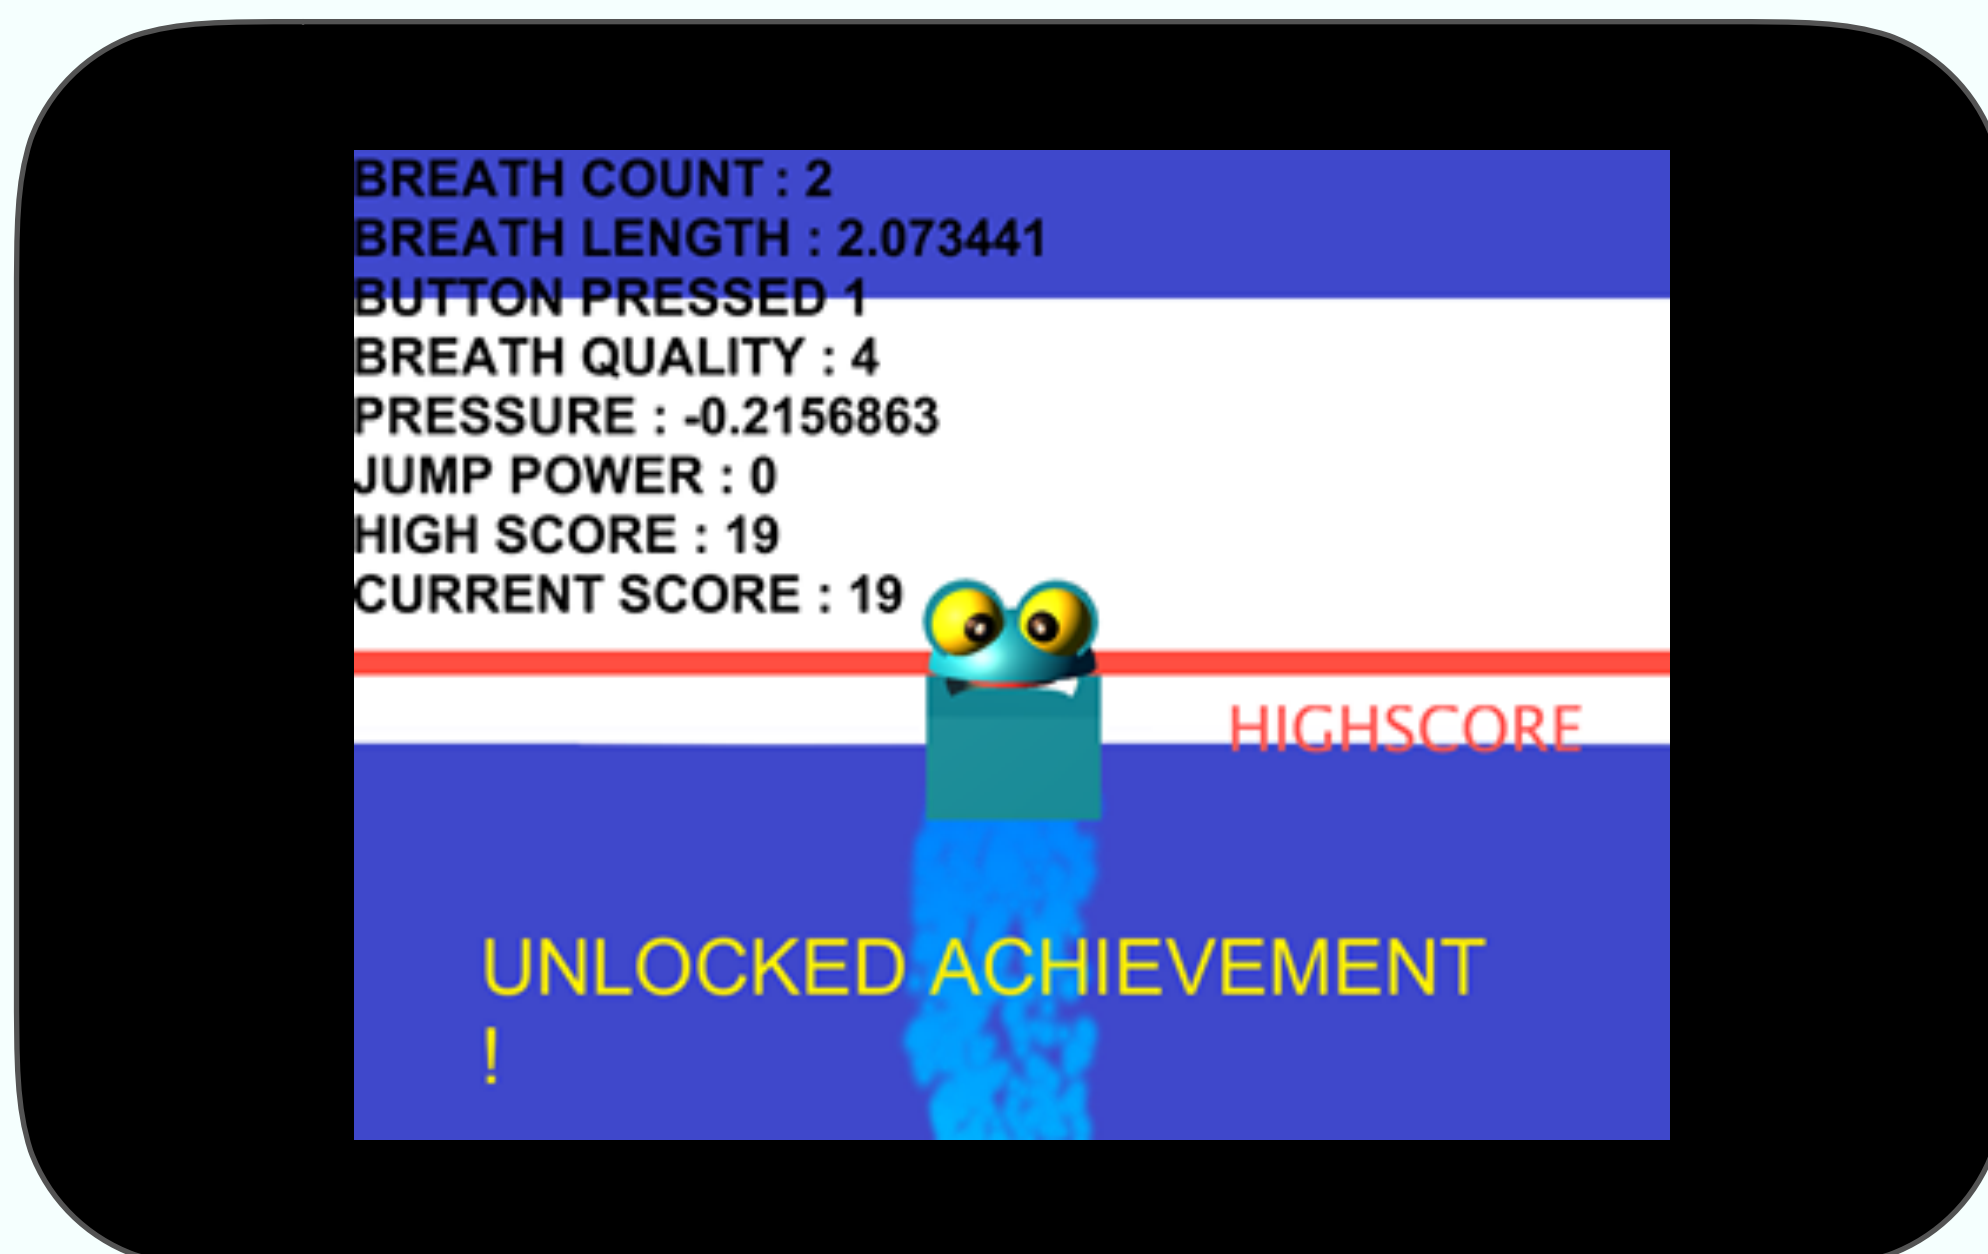 BREATH COUNT : 2
BREATH LENGTH : 2.073441
BUTTON PRESSED 1
BREATH QUALITY : 4
PRESSURE : -0.2156863
JUMP POWER : 0
HIGH SCORE : 19
CURRENT SCORE : 19
HIGHSCORE
UNLOCKED ACHIEVEMENT
!